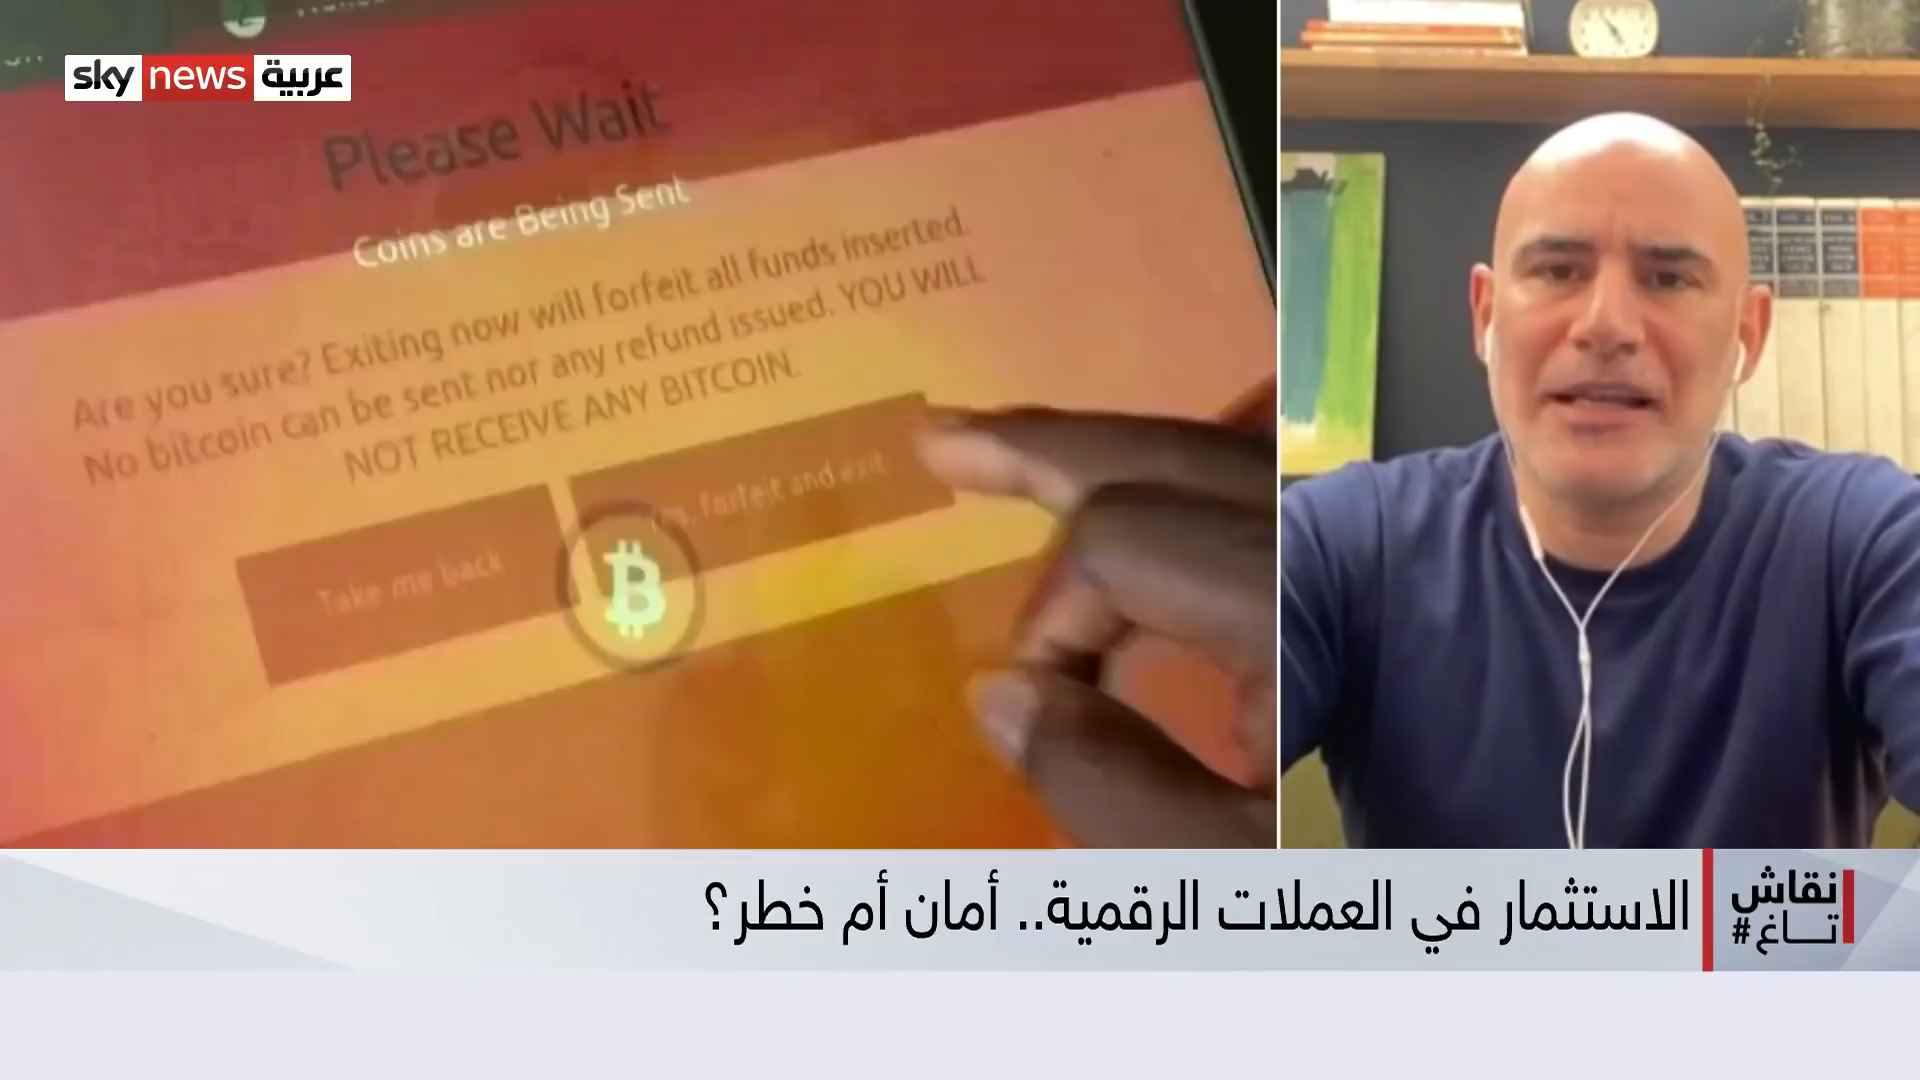 sky news عربية
Please Wait
Coins are Being Sent
Are you sure? Exiting now will forfeit all funds inserted.
No bitcoin can be sent nor any refund issued. YOU WILL
NOT RECEIVE ANY BITCOIN.
Yes, forfeit and exit
Take me back
الاستثمار في العملات الرقمية.. أمان أم خطر؟
نقاش
تاغ#